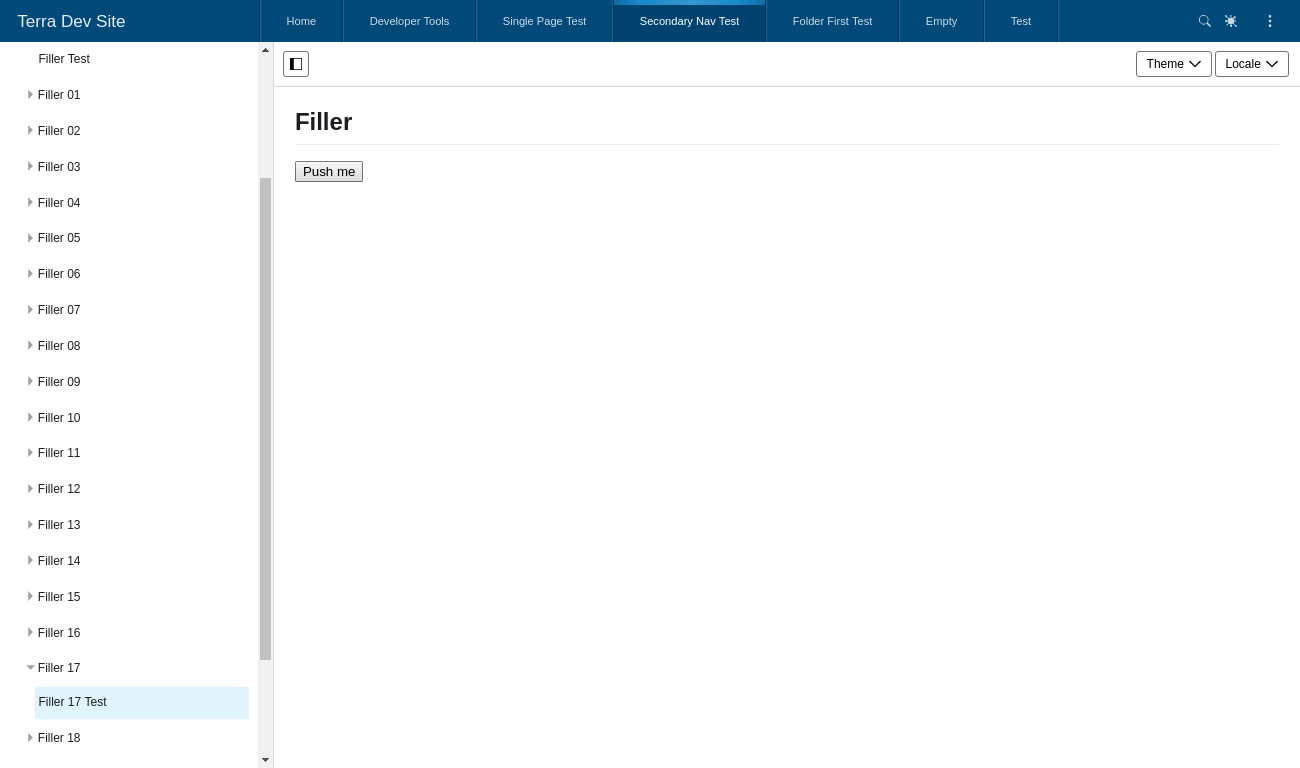 Terra Dev Site
Home
Developer Tools
Single Page Test
Secondary Nav Test
Folder First Test
Empty
Test
Filler Test
Filler 01
Filler 02
Filler 03
Filler 04
Filler 05
Filler 06
Filler 07
Filler 08
Filler 09
Filler 10
Filler 11
Filler 12
Filler 13
Filler 14
Filler 15
Filler 16
Filler 17
Filler 17 Test
Filler 18
Theme
Locale
Filler
Push me